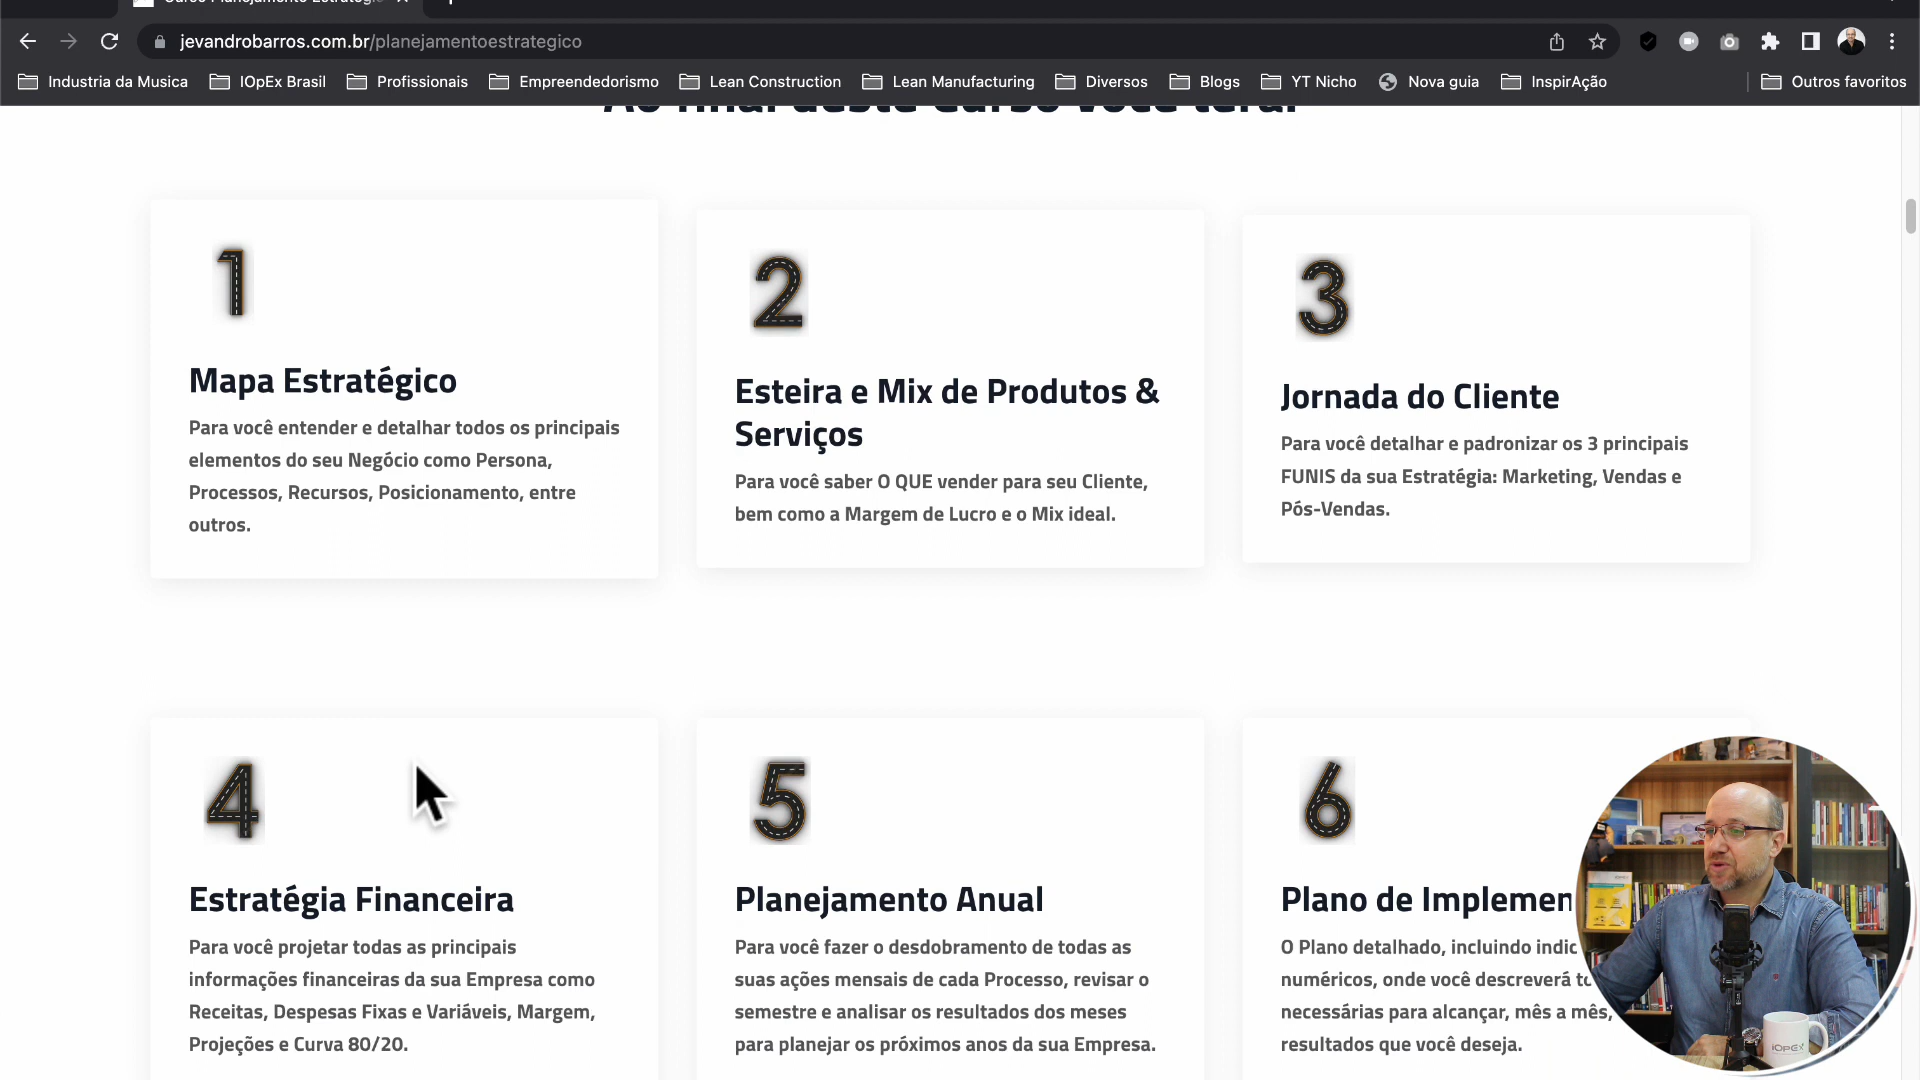 jevandrobarros.com.br/planejamentoestrategico
Industria da Musica
IOpEx Brasil
Profissionais
Empreendedorismo
Lean Construction
Lean Manufacturing
Diversos
Blogs
YT Nicho
Nova guia
InspirAção
Outros favoritos
Ao final deste Curso você terá:
1
2
3
Mapa Estratégico
Para você entender e detalhar todos os principais
elementos do seu Negócio como Persona,
Processos, Recursos, Posicionamento, entre
outros.
Esteira e Mix de Produtos &
Serviços
Para você saber O QUE vender para seu Cliente,
bem como a Margem de Lucro e o Mix ideal.
Jornada do Cliente
Para você detalhar e padronizar os 3 principais
FUNIS da sua Estratégia: Marketing, Vendas e
Pós-Vendas.
4
5
6
Estratégia Financeira
Para você projetar todas as principais
informações financeiras da sua Empresa como
Receitas, Despesas Fixas e Variáveis, Margem,
Projeções e Curva 80/20.
Planejamento Anual
Para você fazer o desdobramento de todas as
suas ações mensais de cada Processo, revisar o
semestre e analisar os resultados dos meses
para planejar os próximos anos da sua Empresa.
Plano de Implemen
O Plano detalhado, incluindo indic
numéricos, onde você descreverá
necessárias para alcançar, mês a mês,
resultados que você deseja.
IOPEX